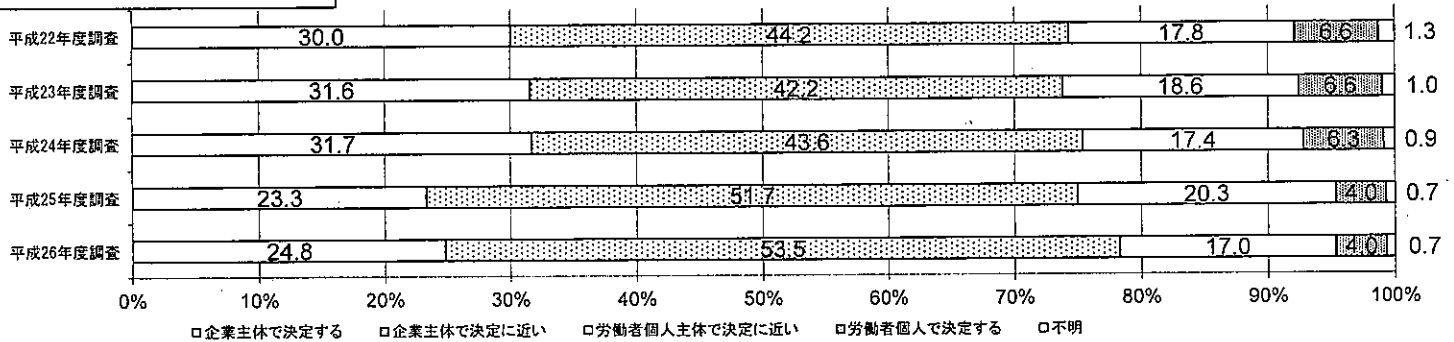 平成22年度調査 30.0 44.2 17.8 6.6 1.3
平成23年度調査 31.6 42.2 18.6 6.6 1.0
平成24年度調査 31.7 43.6 17.4 6.3 0.9
平成25年度調査 23.3 51.7 20.3 4.0 0.7
平成26年度調査 24.8 53.5 17.0 4.0 0.7
0% 10% 20% 30% 40% 50% 60% 70% 80% 90% 100%
□企業主体で決定する □企業主体で決定に近い □労働者個人主体で決定に近い □労働者個人で決定する □不明